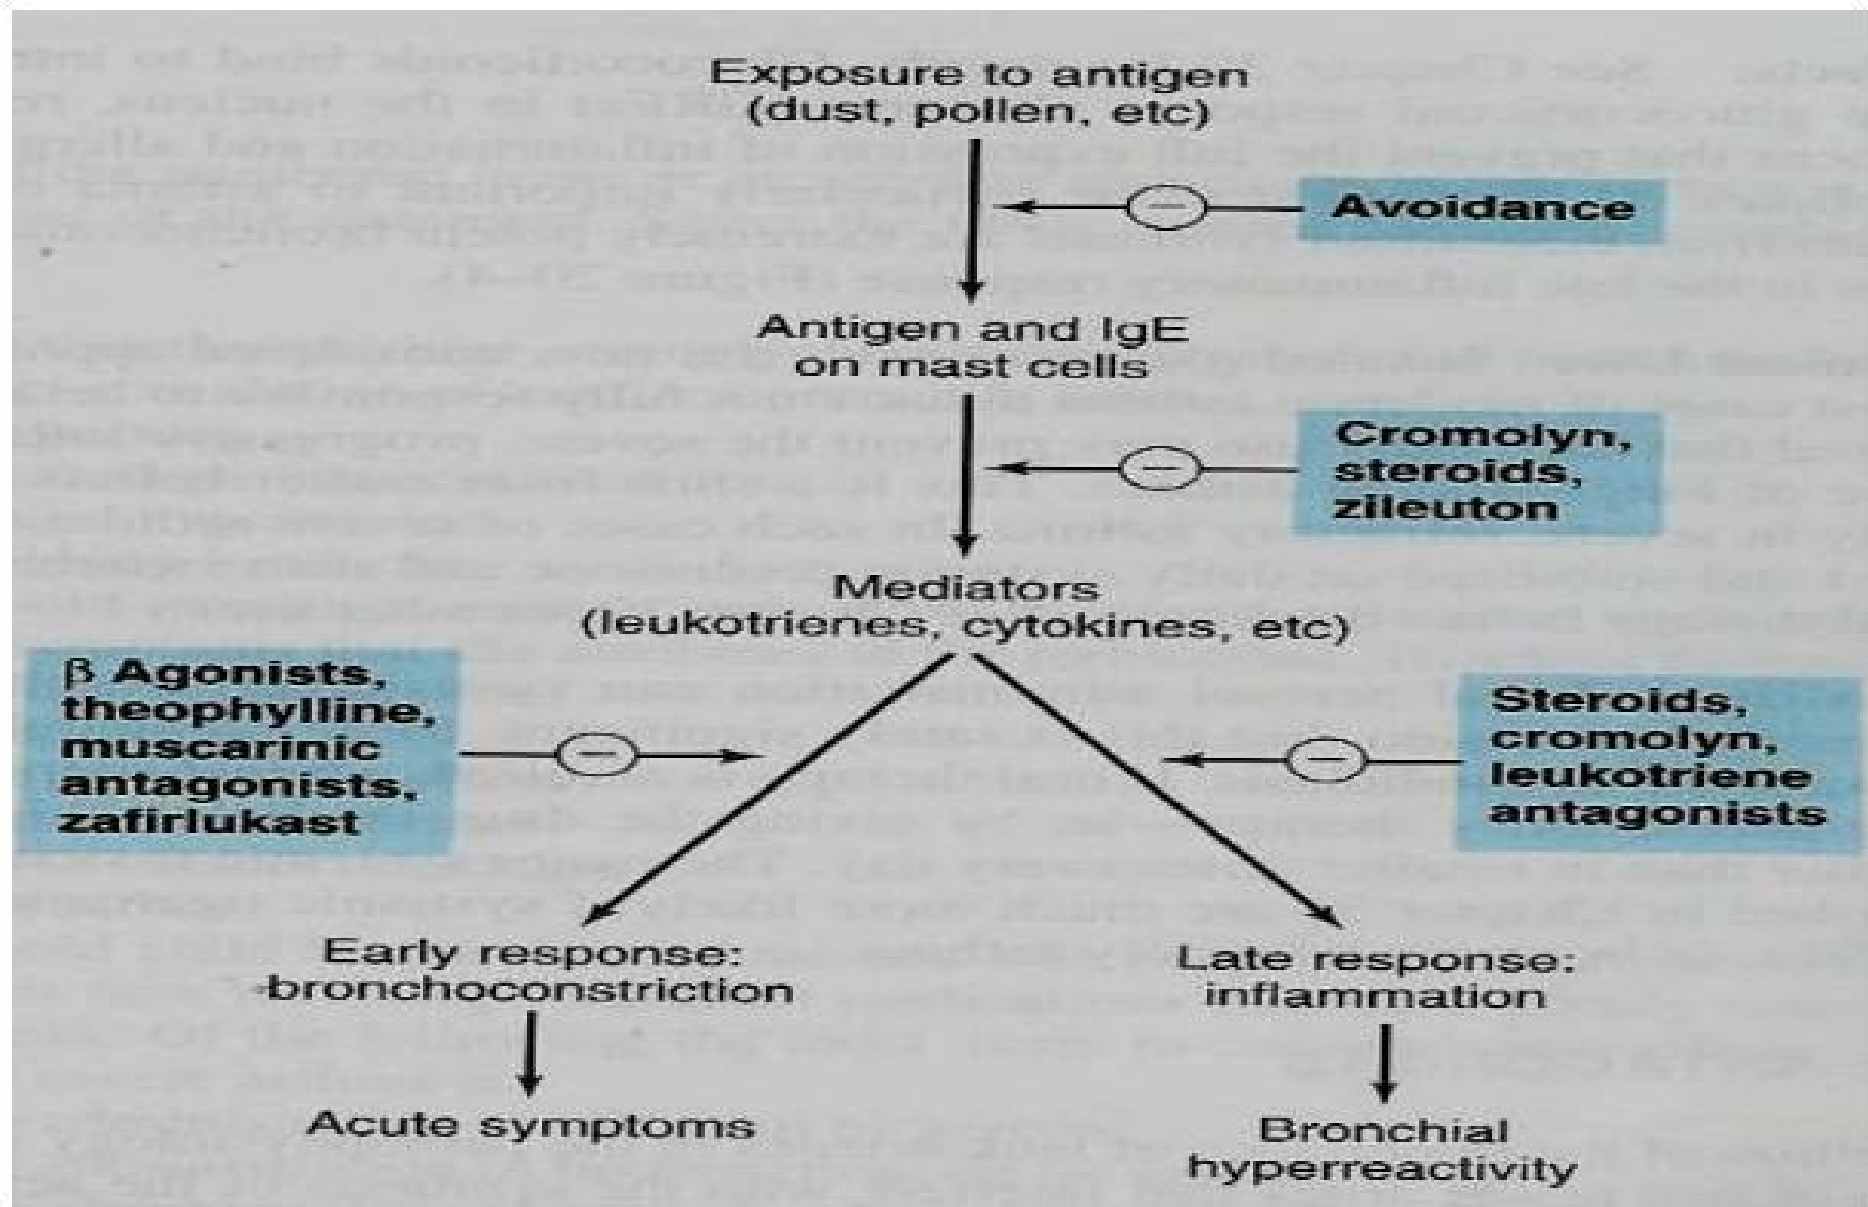 Exposure to antigen
(dust, pollen, etc)
Avoidance
Antigen and IgE
on mast cells
Cromolyn,
steroids,
zileuton
Mediators
(leukotrienes, cytokines, etc)
β Agonists,
theophylline,
muscarinic
antagonists,
zafirlukast
Steroids,
cromolyn,
leukotriene
antagonists
Early response:
bronchoconstriction
Late response:
inflammation
Acute symptoms
Bronchial
hyperreactivity